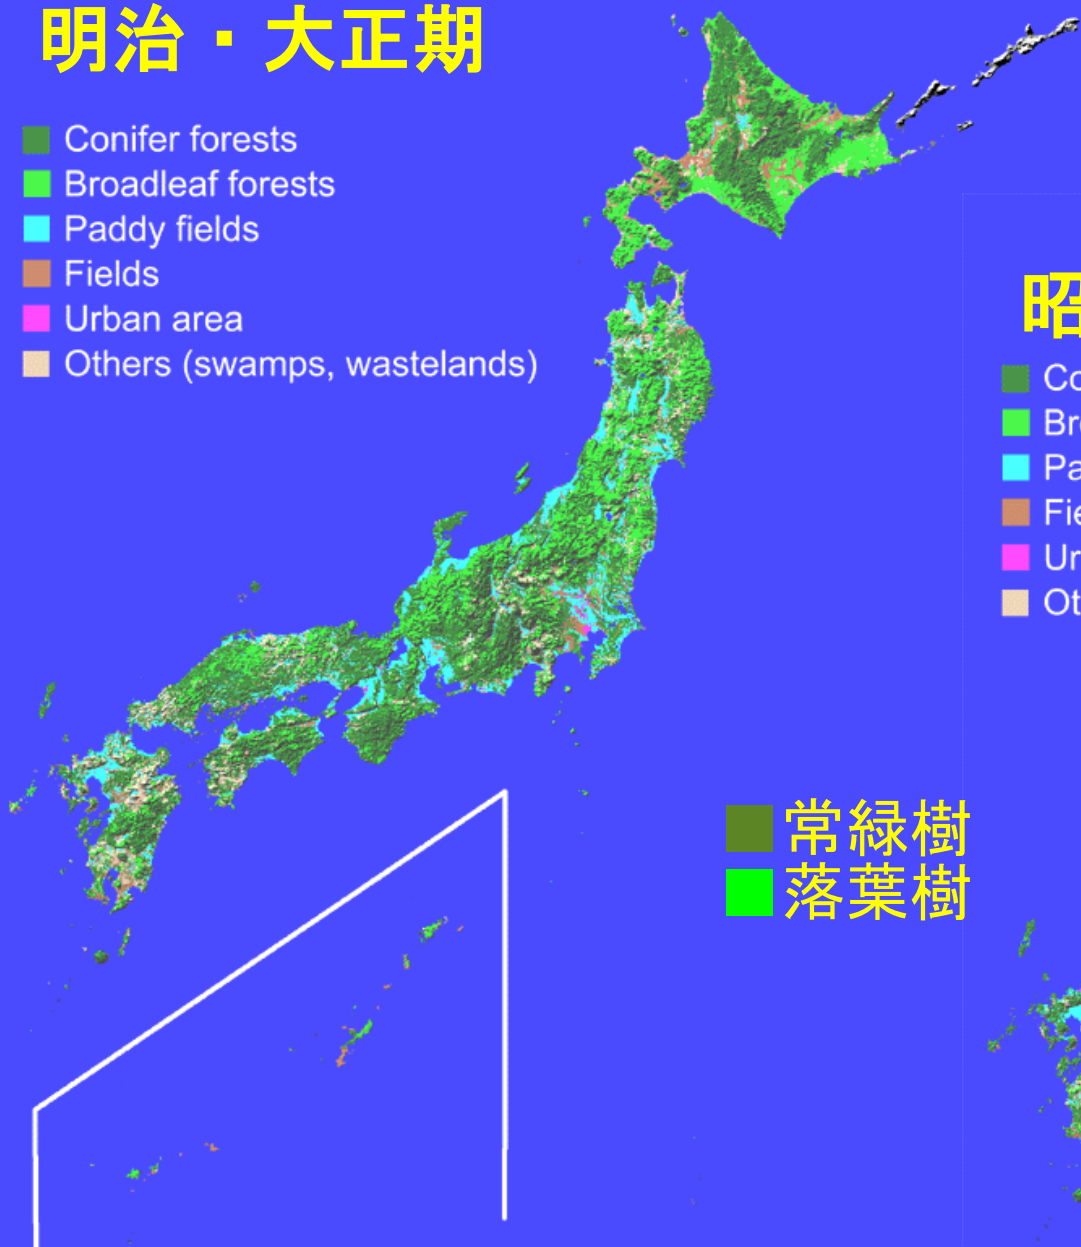 明治・大正期
Conifer forests
Broadleaf forests
Paddy fields
Fields
Urban area
Others (swamps, wastelands)
昭
常緑樹
落葉樹